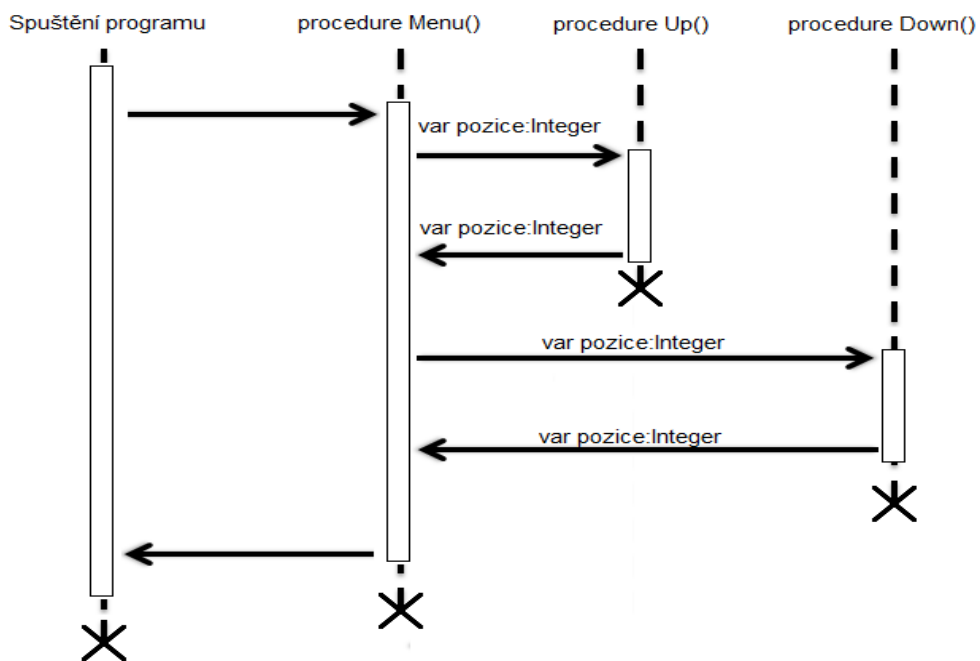 Spuštění programu
procedure Menu()
procedure Up()
procedure Down()
var pozice:Integer
var pozice:Integer
var pozice:Integer
var pozice:Integer